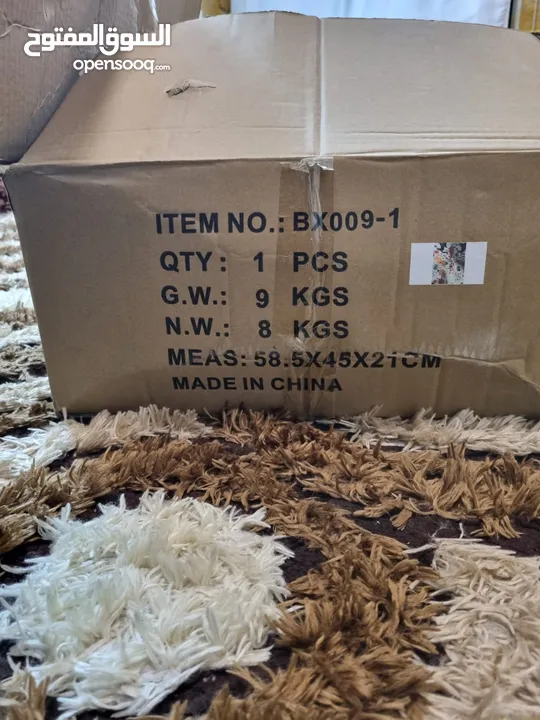 السوق المفتوح
opensooq.com
ITEM NO.: BX009-1
QTY: 1 PCS
G.W.: 9 KGS
N.W.: 8 KGS
MEAS: 58.5X45X21CM
MADE IN CHINA